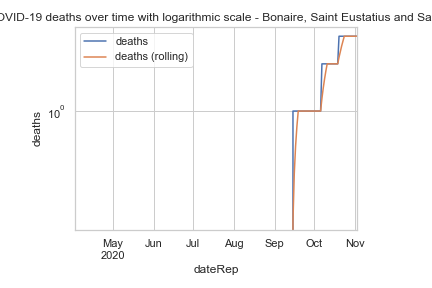 OVID-19 deaths over time with logarithmic scale - Bonaire, Saint Eustatius and Sa
deaths
deaths (rolling)
10⁰
deaths
May
2020
Jun
Jul
Aug
Sep
Oct
Nov
dateRep